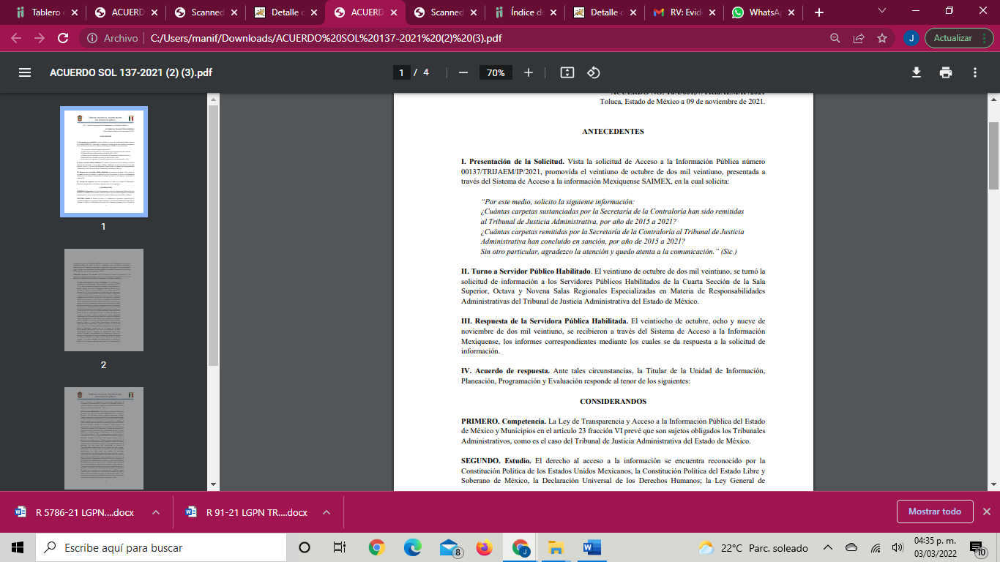 Tablero d
ACUERD
Scanned
Detalle d
ACUERD
Scanned
Índice de
Detalle d
RV: Evid
WhatsAp
Archivo
C:/Users/manif/Downloads/ACUERDO%20SOL%20137-2021%20(2)%20(3).pdf
J
Actualizar
ACUERDO SOL 137-2021 (2) (3).pdf
1 / 4
70%
1
2
Toluca, Estado de México a 09 de noviembre de 2021.
ANTECEDENTES
I. Presentación de la Solicitud. Vista la solicitud de Acceso a la Información Pública número
00137/TRIJAEM/IP/2021, promovida el veintiuno de octubre de dos mil veintiuno, presentada a
través del Sistema de Acceso a la información Mexiquense SAIMEX, en la cual solicita:
“Por este medio, solicito la siguiente información:
¿Cuántas carpetas sustanciadas por la Secretaría de la Contraloría han sido remitidas
al Tribunal de Justicia Administrativa, por año de 2015 a 2021?
¿Cuántas carpetas remitidas por la Secretaría de la Contraloría al Tribunal de Justicia
Administrativa han concluido en sanción, por año de 2015 a 2021?
Sin otro particular, agradezco la atención y quedo atenta a la comunicación.” (Sic.)
II. Turno a Servidor Público Habilitado. El veintiuno de octubre de dos mil veintiuno, se turnó la
solicitud de información a los Servidores Públicos Habilitados de la Cuarta Sección de la Sala
Superior, Octava y Novena Salas Regionales Especializadas en Materia de Responsabilidades
Administrativas del Tribunal de Justicia Administrativa del Estado de México.
III. Respuesta de la Servidora Pública Habilitada. El veintiocho de octubre, ocho y nueve de
noviembre de dos mil veintiuno, se recibieron a través del Sistema de Acceso a la Información
Mexiquense, los informes correspondientes mediante los cuales se da respuesta a la solicitud de
información.
IV. Acuerdo de respuesta. Ante tales circunstancias, la Titular de la Unidad de Información,
Planeación, Programación y Evaluación responde al tenor de los siguientes:
CONSIDERANDOS
PRIMERO. Competencia. La Ley de Transparencia y Acceso a la Información Pública del Estado
de México y Municipios en el artículo 23 fracción VI prevé que son sujetos obligados los Tribunales
Administrativos, como es el caso del Tribunal de Justicia Administrativa del Estado de México.
SEGUNDO. Estudio. El derecho al acceso a la información se encuentra reconocido por la
Constitución Política de los Estados Unidos Mexicanos, la Constitución Política del Estado Libre y
Soberano de México, la Declaración Universal de los Derechos Humanos; la Ley General de
R 5786-21 LGPN....docx
R 91-21 LGPN TR....docx
Mostrar todo
Escribe aquí para buscar
8
J
22°C Parc. soleado
04:35 p. m.
03/03/2022
10